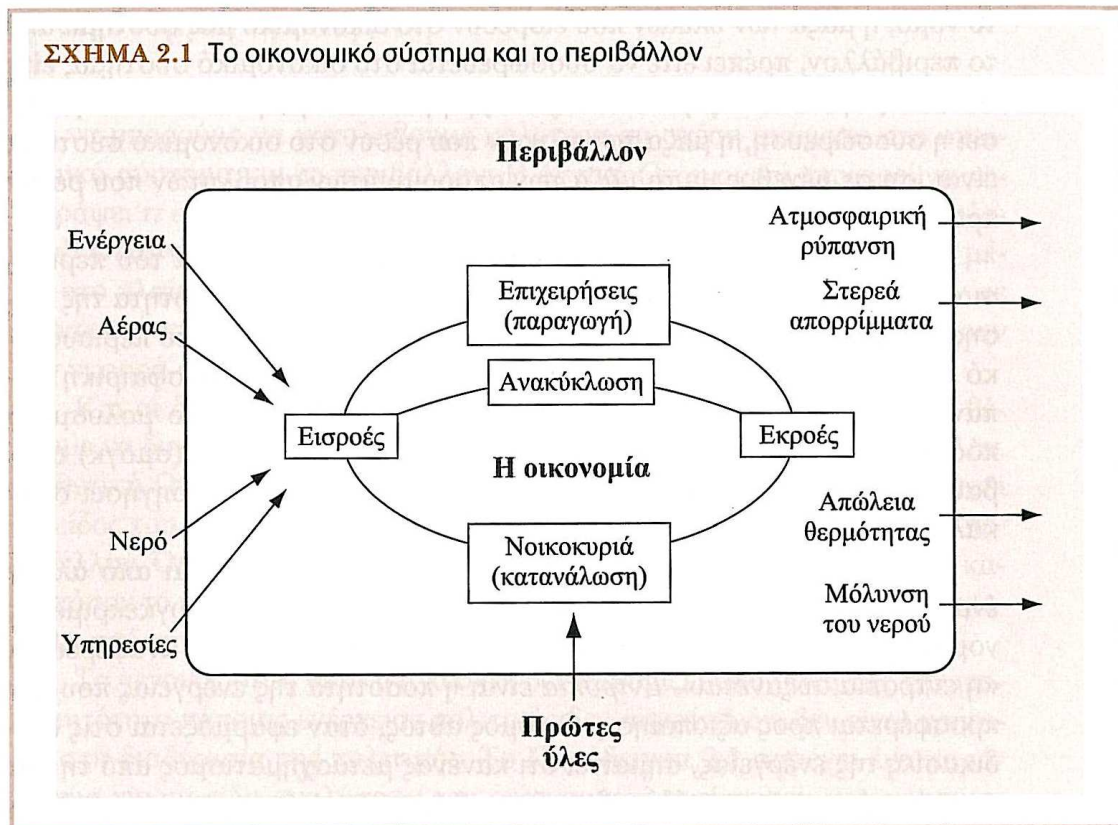 ΣΧΗΜΑ 2.1 Το οικονομικό σύστημα και το περιβάλλον
Περιβάλλον
Ενέργεια
Αέρας
Νερό
Υπηρεσίες
Εισροές
Επιχειρήσεις
(παραγωγή)
Ανακύκλωση
Η οικονομία
Νοικοκυριά
(κατανάλωση)
Εκροές
Ατμοσφαιρική
ρύπανση
Στερεά
απορρίμματα
Απώλεια
θερμότητας
Μόλυνση
του νερού
Πρώτες
ύλες